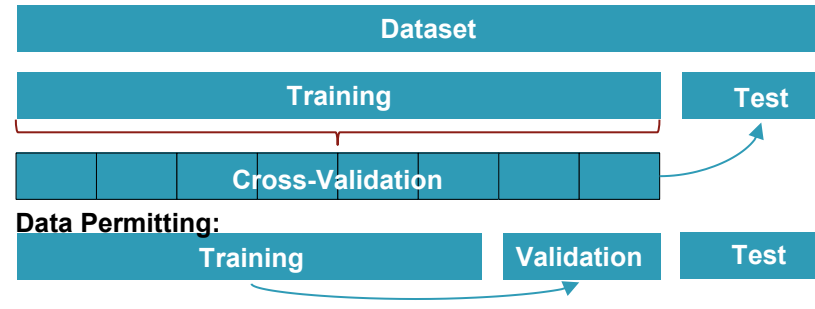 Dataset
Training Test
Cross-Validation
Data Permitting:
Training Validation Test